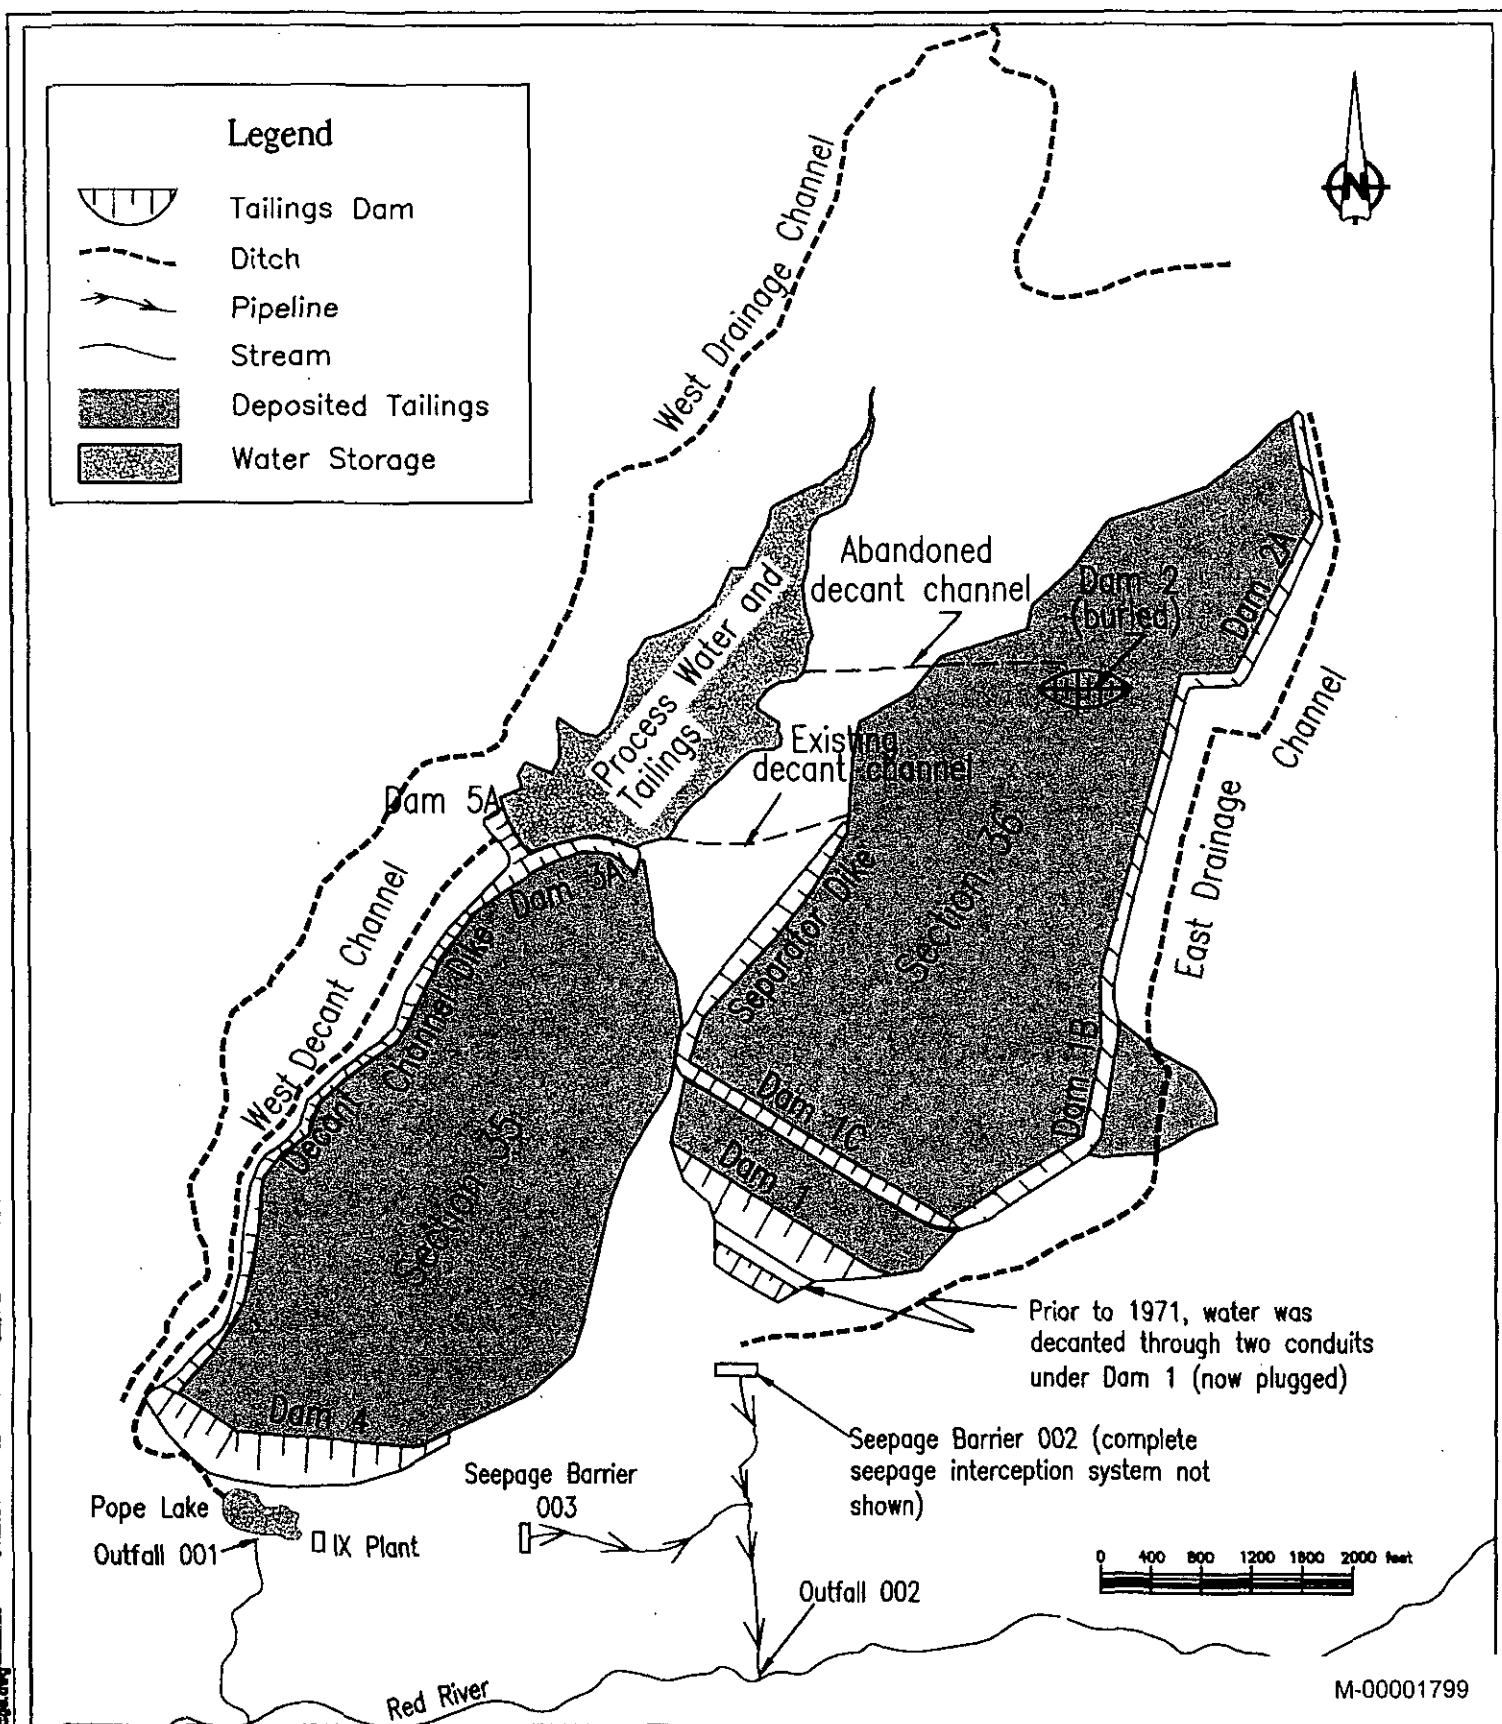 Legend
Tailings Dam
Ditch
Pipeline
Stream
Deposited Tailings
Water Storage
N
West Drainage Channel
Abandoned
decant channel
Dam 2
(buried)
Dam 2A
Process Water and
Tailings
Existing
decant channel
Dam 5A
East Drainage
Channel
Dam 3A
Separator Dike
Section 36
West Decant Channel
Decant Channel Dike
Dam 1B
Dam 1C
Section 35
Dam 1
Prior to 1971, water was
decanted through two conduits
under Dam 1 (now plugged)
Dam 4
Seepage Barrier 002 (complete
seepage interception system not
shown)
Seepage Barrier
003
Pope Lake
Outfall 001
IX Plant
0 400 800 1200 1600 2000 feet
Outfall 002
Red River
M-00001799